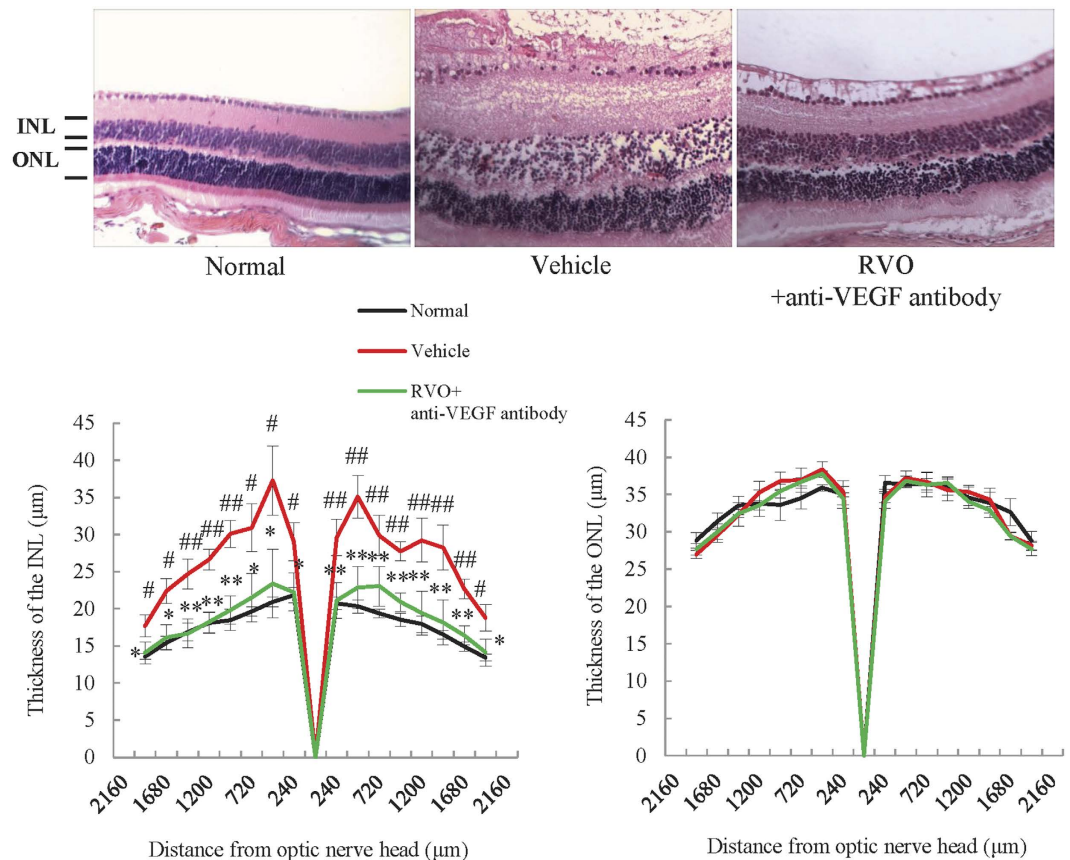 INL
ONL
Normal
Vehicle
RVO
+anti-VEGF antibody
Normal
Vehicle
RVO+
anti-VEGF antibody
Thickness of the INL (μm)
45
40
35
30
25
20
15
10
5
0
# # ## ## ## # # # ## ## ## ## ## ## ## #
* * ** ** ** * * * ** ** ** ** ** ** ** *
2160 1680 1200 720 240 240 720 1200 1680 2160
Distance from optic nerve head (μm)
Thickness of the ONL (μm)
45
40
35
30
25
20
15
10
5
0
2160 1680 1200 720 240 240 720 1200 1680 2160
Distance from optic nerve head (μm)